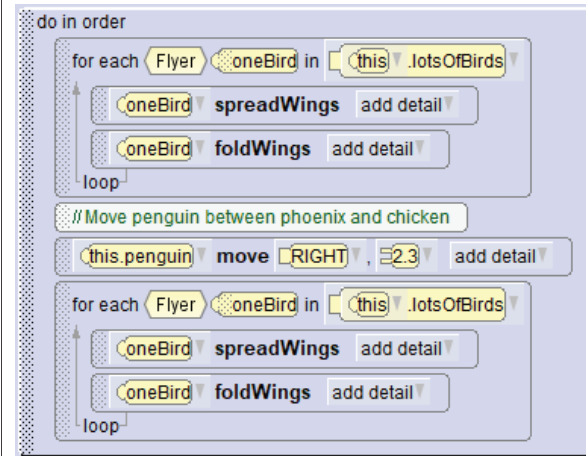 do in order
for each Flyer oneBird in this .lotsOfBirds
oneBird spreadWings add detail
oneBird foldWings add detail
loop
//Move penguin between phoenix and chicken
this.penguin move RIGHT , 2.3 add detail
for each Flyer oneBird in this .lotsOfBirds
oneBird spreadWings add detail
oneBird foldWings add detail
loop